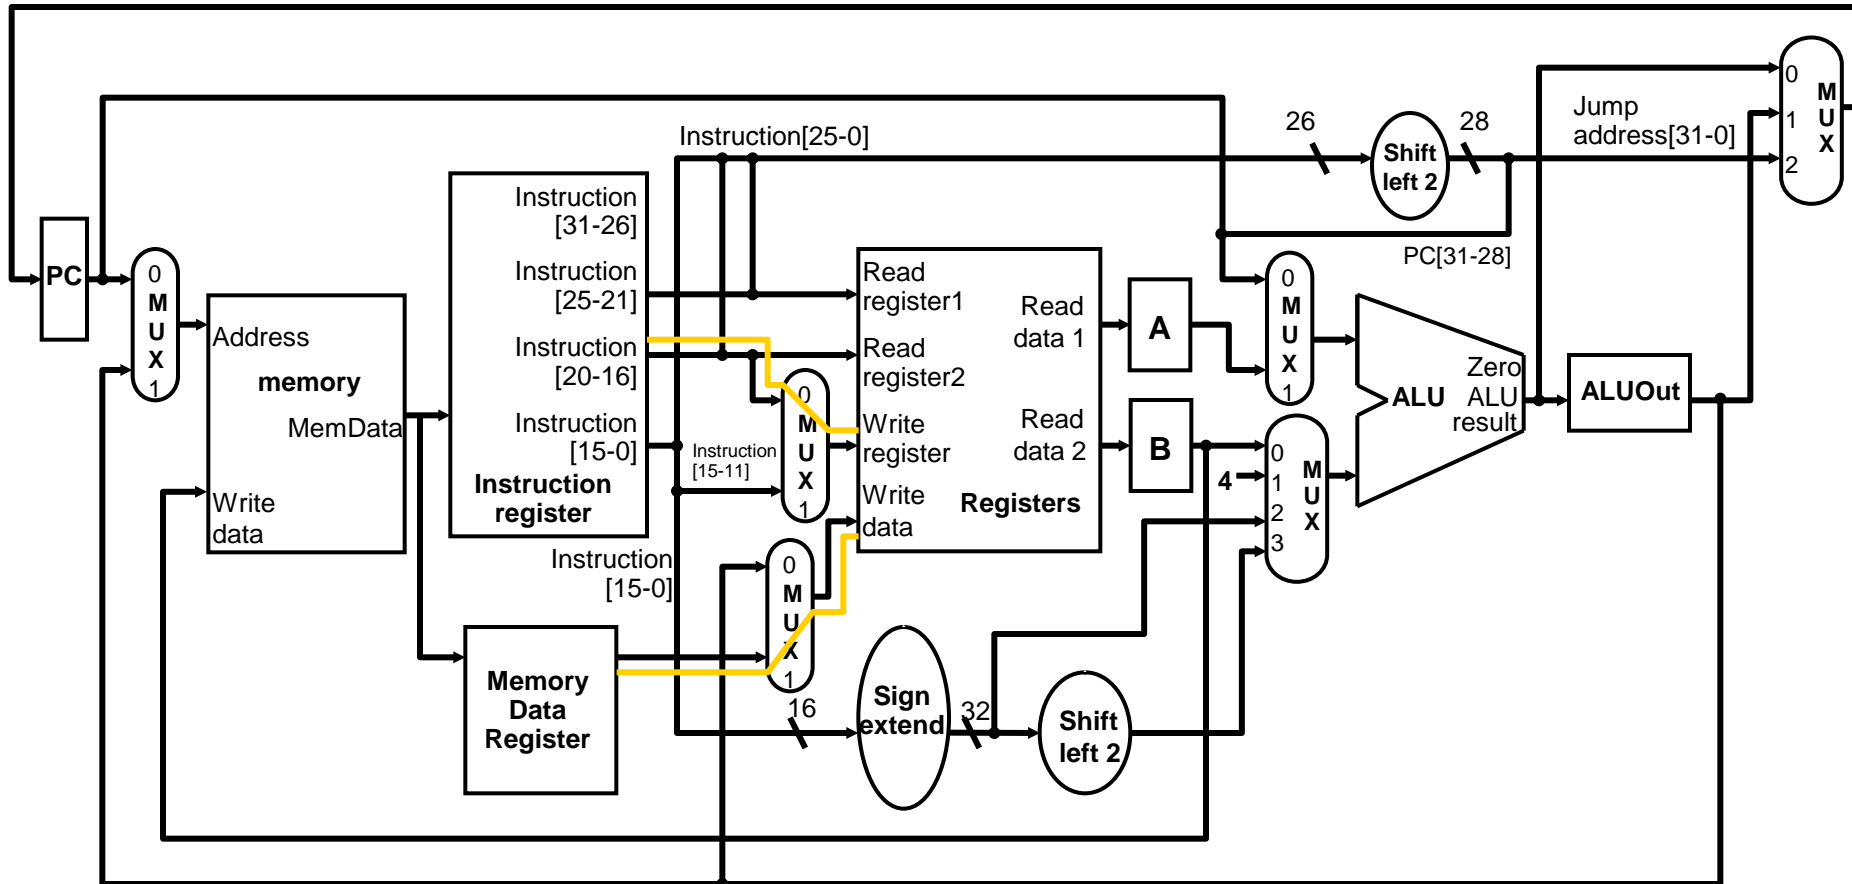 Instruction[25-0]
26
Shift
left 2
28
Jump
address[31-0]
0
1
2
M
U
X
PC[31-28]
PC
0
M
U
X
1
Address
memory
MemData
Write
data
Instruction
[31-26]
Instruction
[25-21]
Instruction
[20-16]
Instruction
[15-0]
Instruction
register
Instruction
[15-11]
0
M
U
X
1
Read
register1
Read
register2
Write
register
Write
data
Read
data 1
Read
data 2
Registers
A
B
0
M
U
X
1
4
0
1
2
3
M
U
X
ALU
Zero
ALU
result
ALUOut
Instruction
[15-0]
0
M
U
X
1
Memory
Data
Register
16
Sign
extend
32
Shift
left 2